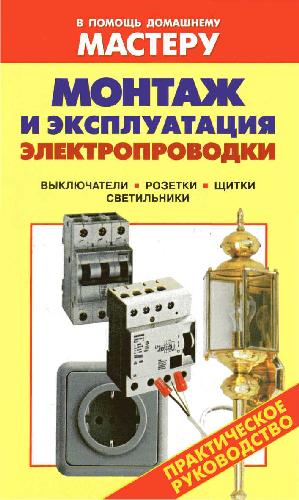 В ПОМОЩЬ ДОМАШНЕМУ
МАСТЕРУ
МОНТАЖ
И ЭКСПЛУАТАЦИЯ
ЭЛЕКТРОПРОВОДКИ
ВЫКЛЮЧАТЕЛИ ▪ РОЗЕТКИ ▪ ЩИТКИ
СВЕТИЛЬНИКИ
ПРАКТИЧЕСКОЕ
РУКОВОДСТВО